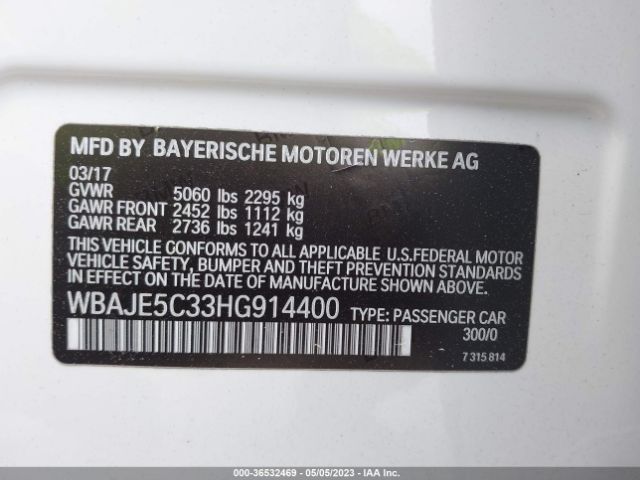 MFD BY BAYERISCHE MOTOREN WERKE AG
03/17
GVWR 5060 lbs 2295 kg
GAWR FRONT 2452 lbs 1112 kg
GAWR REAR 2736 lbs 1241 kg
THIS VEHICLE CONFORMS TO ALL APPLICABLE U.S.FEDERAL MOTOR
VEHICLE SAFETY, BUMPER AND THEFT PREVENTION STANDARDS
IN EFFECT ON THE DATE OF MANUFACTURE SHOWN ABOVE.
WBAJE5C33HG914400 TYPE: PASSENGER CAR
300/0
7 315 814
000-36532469 - 05/05/2023 - IAAI.com